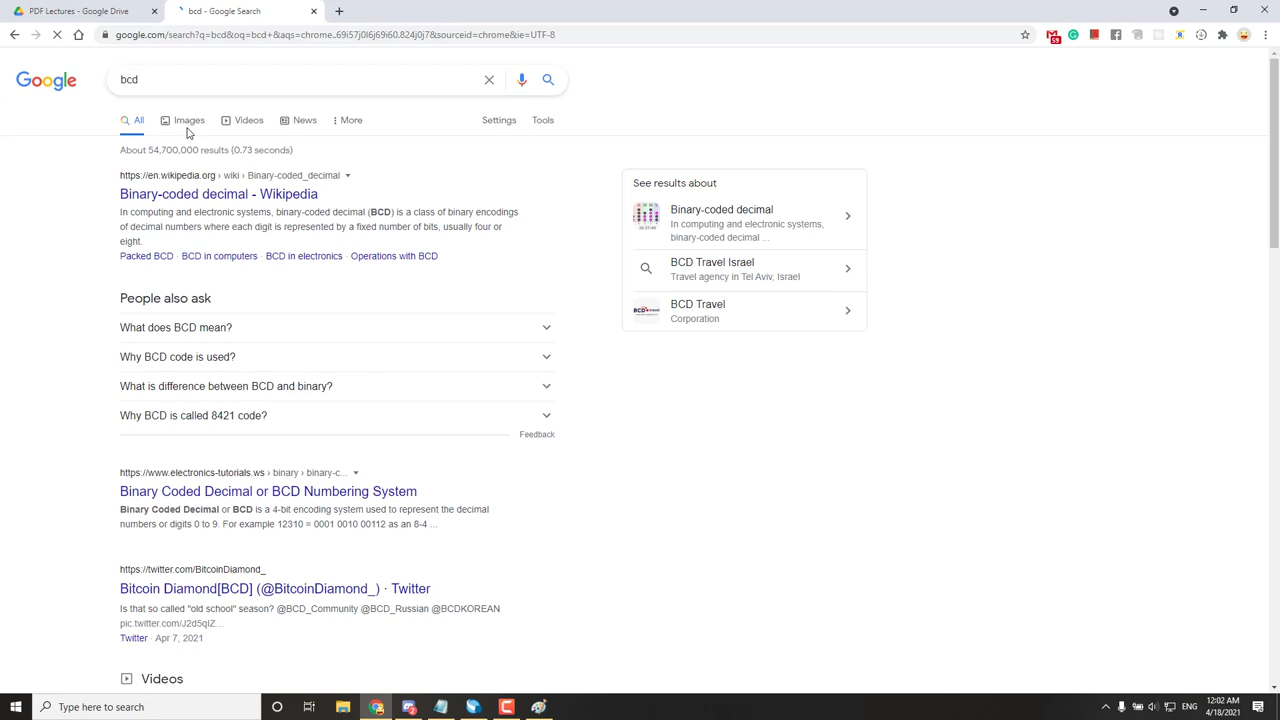 PDF Lectures - Google Drive
bcd - Google Search
google.com/search?q=bcd&oq=bcd+&aqs=chrome..69i57j0l6j69i60.824j0j7&sourceid=chrome&ie=UTF-8
59
Google
bcd
All
Images
Videos
News
More
Settings
Tools
About 54,700,000 results (0.73 seconds)
https://en.wikipedia.org › wiki › Binary-coded_decimal
Binary-coded decimal - Wikipedia
In computing and electronic systems, binary-coded decimal (BCD) is a class of binary encodings
of decimal numbers where each digit is represented by a fixed number of bits, usually four or
eight.
Packed BCD · BCD in computers · BCD in electronics · Operations with BCD
People also ask
What does BCD mean?
Why BCD code is used?
What is difference between BCD and binary?
Why BCD is called 8421 code?
Feedback
https://www.electronics-tutorials.ws › binary › binary-c...
Binary Coded Decimal or BCD Numbering System
Binary Coded Decimal or BCD is a 4-bit encoding system used to represent the decimal
numbers or digits 0 to 9. For example 12310 = 0001 0010 00112 as an 8-4 ...
https://twitter.com/BitcoinDiamond_
Bitcoin Diamond[BCD] (@BitcoinDiamond_) · Twitter
Is that so called "old school" season? @BCD_Community @BCD_Russian @BCDKOREAN
pic.twitter.com/J2d5qIZ...
Twitter · Apr 7, 2021
Videos
See results about
Binary-coded decimal
In computing and electronic systems,
binary-coded decimal ...
BCD Travel Israel
Travel agency in Tel Aviv, Israel
BCD Travel
Corporation
Type here to search
ENG
12:02 AM
4/18/2021